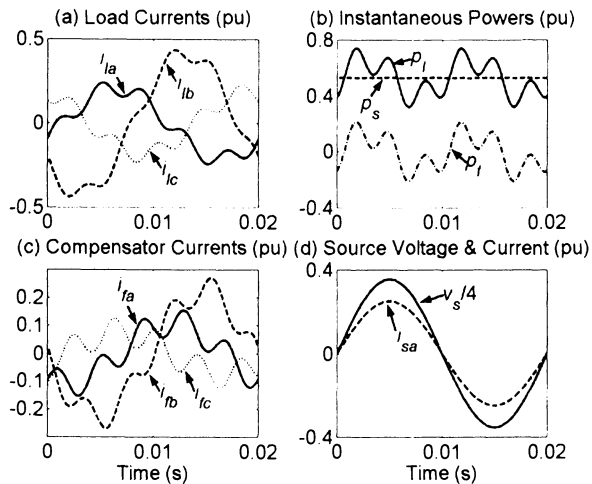 (a) Load Currents (pu)
0.5
0
-0.5
0
0.01
0.02
i_la
i_lb
i_lc
(b) Instantaneous Powers (pu)
0.8
0.4
0
-0.4
0
0.01
0.02
p_l
p_s
p_f
(c) Compensator Currents (pu)
0.2
0.1
0
-0.1
-0.2
0
0.01
0.02
i_fa
i_fb
i_fc
Time (s)
(d) Source Voltage & Current (pu)
0.4
0
-0.4
0
0.01
0.02
v_s/4
i_sa
Time (s)